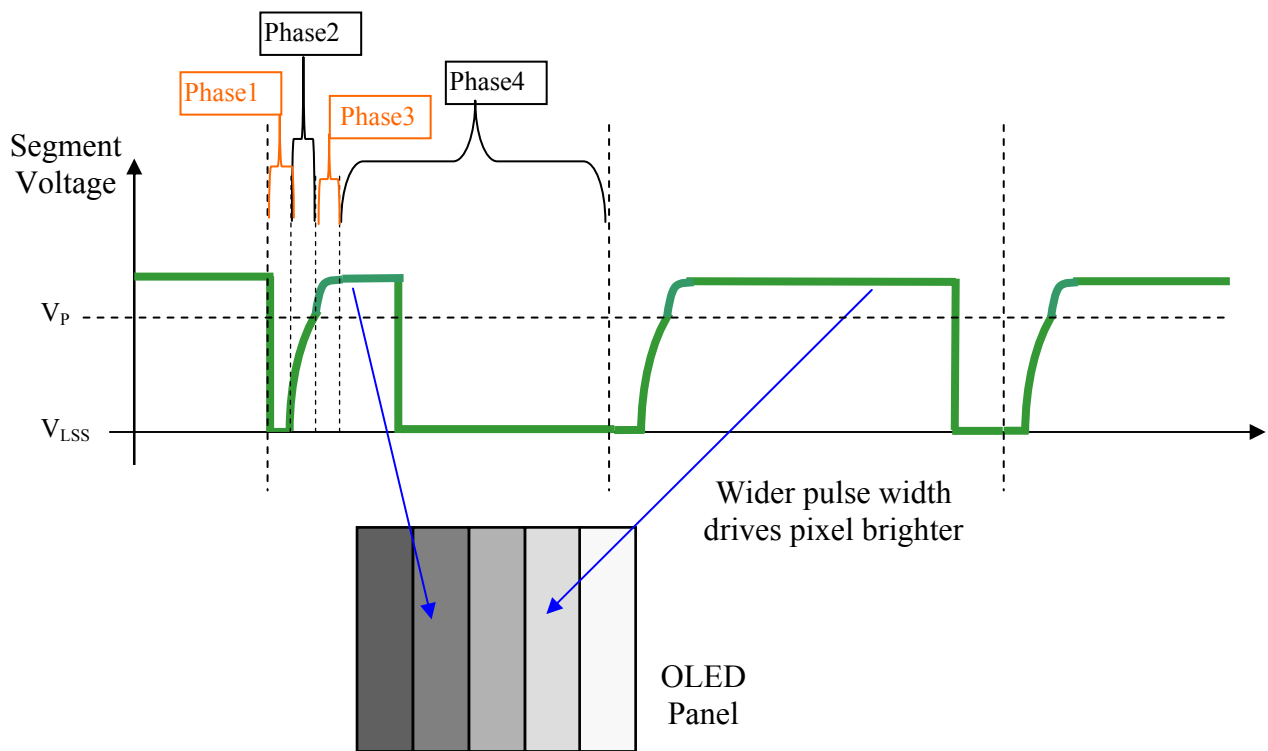 Phase2
Phase1
Phase4
Phase3
Segment
Voltage
VP
VLSS
Wider pulse width
drives pixel brighter
OLED
Panel